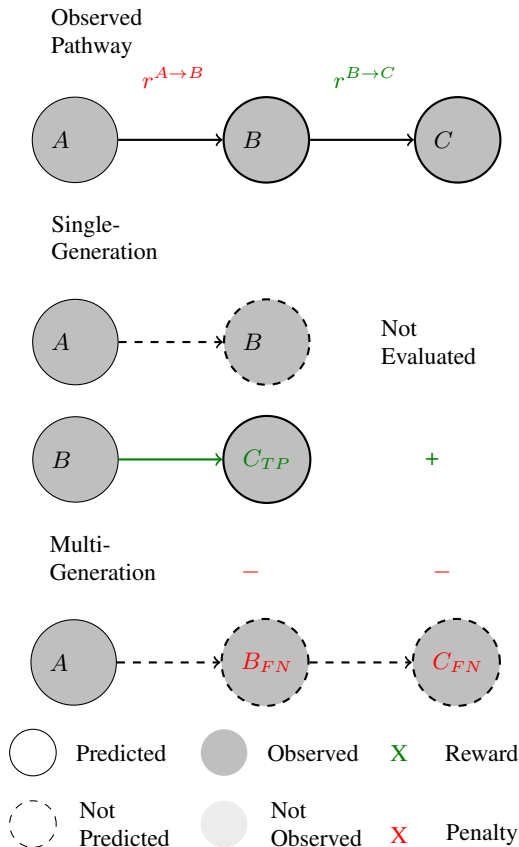 Observed
Pathway
r^{A→B} r^{B→C}
A B C
Single-
Generation
A B Not
Evaluated
B C_{TP} +
Multi-
Generation − −
A B_{FN} C_{FN}
Predicted Observed X Reward
Not
Predicted
Not
Observed
X Penalty